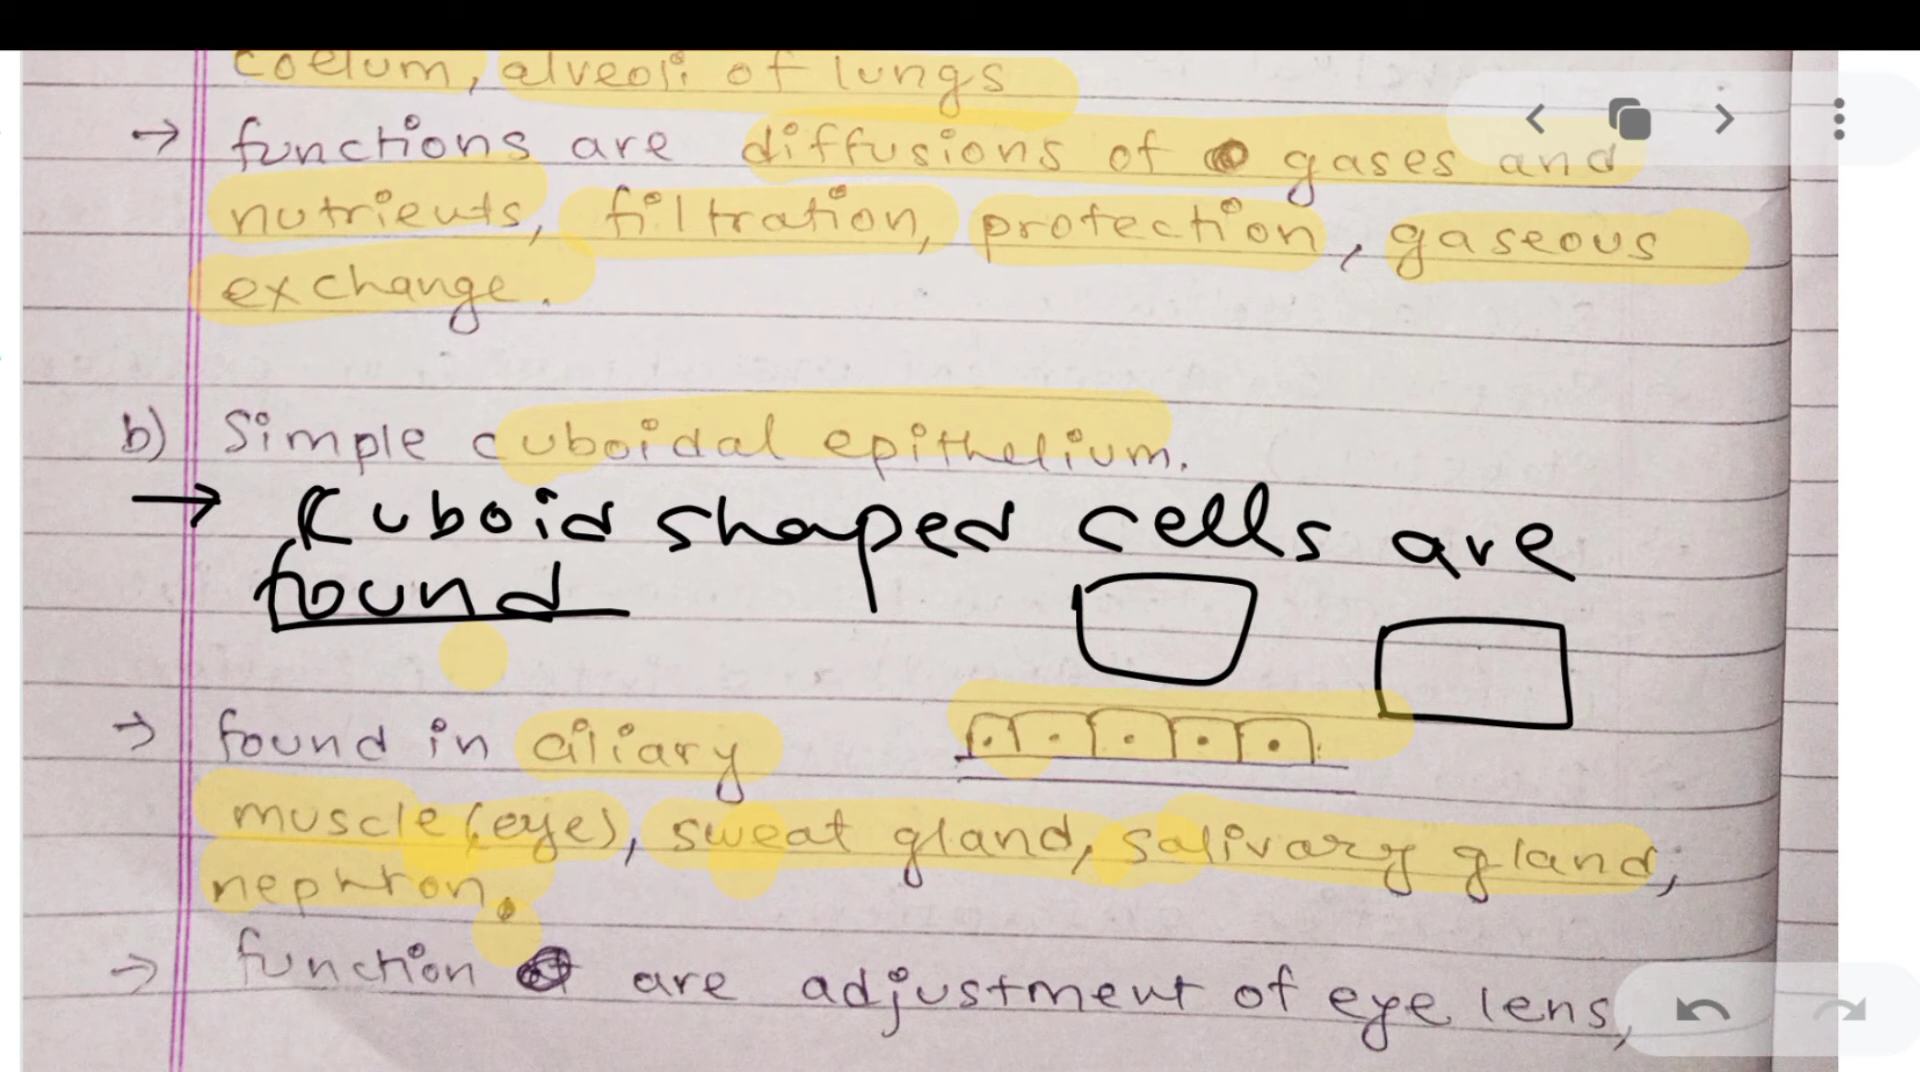 coelum, alveoli of lungs
→ functions are diffusions of gases and
nutrients, filtration, protection, gaseous
exchange.
b) Simple cuboidal epithelium.
→ Cuboid shaped cells are
found
→ found in ciliary
muscle (eye), sweat gland, salivary gland,
nephron.
→ function are adjustment of eye lens,